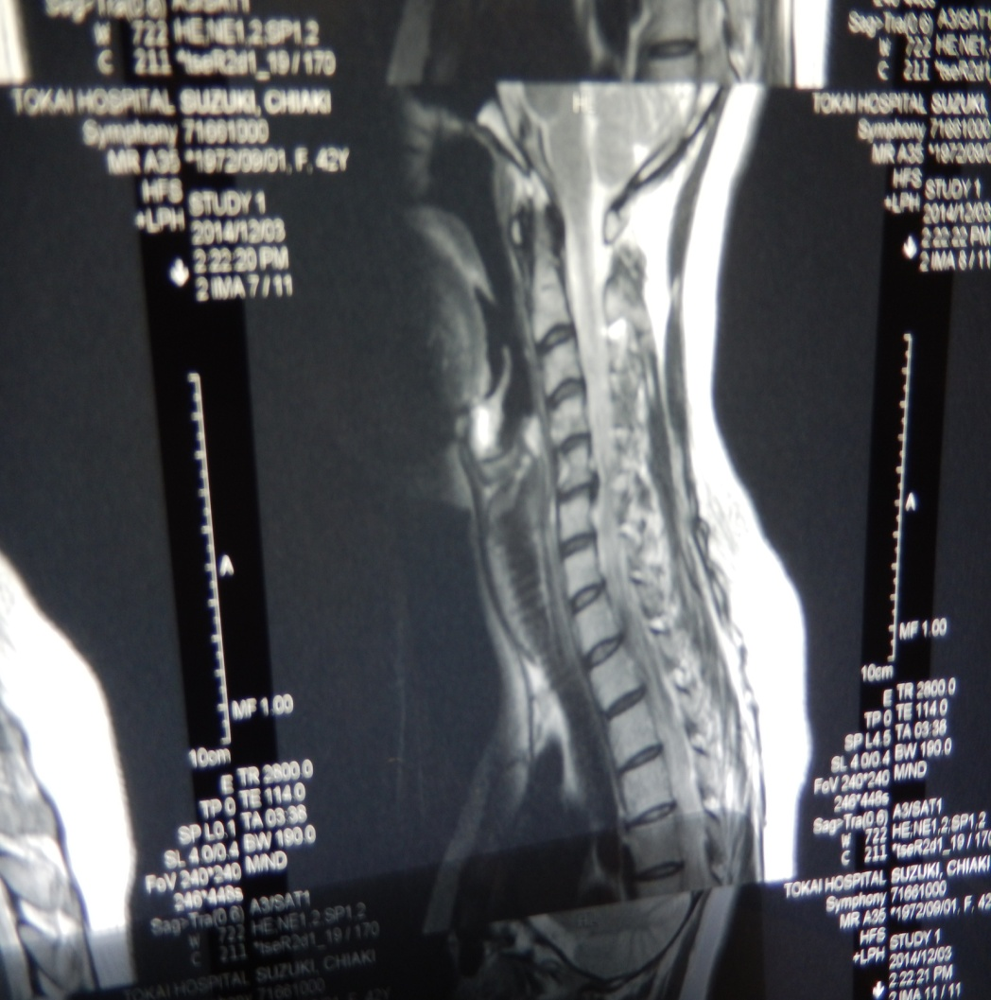 W 722 HE,NE1,2,SP1,2
C 211 *tseR2d1_19 / 170
TOKAI HOSPITAL SUZUKI, CHIAKI
Symphony 71661000
MR A35 *1972/09/01, F, 42Y
HFS
STUDY 1
+LPH
2014/12/03
2:22:20 PM
2 IMA 7 / 11
A
MF 1.00
10cm
E TR 2800.0
TP 0 TE 114.0
SP L0.1 TA 03:38
SL 4.0/0.4 BW 190.0
FoV 240*240 M/ND
246*448s
Sag>Tra(0.6) A3/SAT1
W 722 HE,NE1,2,SP1,2
C 211 *tseR2d1_19 / 170
TOKAI HOSPITAL SUZUKI, CHIAKI
Symphony 71661000
Sag>Tra(0.6) A3/SAT1
W 722 HE,NE1,
C 211 *tseR2d1
TOKAI HOSPITAL SUZUKI,
Symphony 71661000
MR A35 *1972/09/0
HFS
STUDY 1
+LPH
2014/12/03
2:22:22 PM
2 IMA 8 / 11
A
MF 1.00
10cm
E TR 2800.0
TP 0 TE 114.0
SP L4.5 TA 03:38
SL 4.0/0.4 BW 190.0
FoV 240*240 M/ND
246*448s
Sag>Tra(0.6) A3/SAT1
W 722 HE,NE1,2,SP1,2
C 211 *tseR2d1_19 / 170
TOKAI HOSPITAL SUZUKI, CHIAKI
Symphony 71661000
MR A35 *1972/09/01, F, 42
HFS
STUDY 1
+LPH
2014/12/03
2:22:21 PM
2 IMA 11 / 11